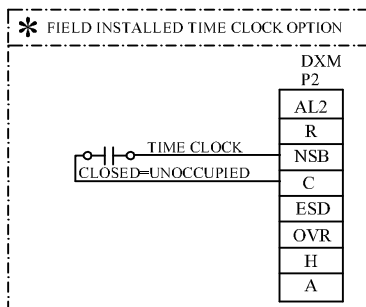 * FIELD INSTALLED TIME CLOCK OPTION
DXM
P2
AL2
R
TIME CLOCK
NSB
CLOSED=UNOCCUPIED
C
ESD
OVR
H
A